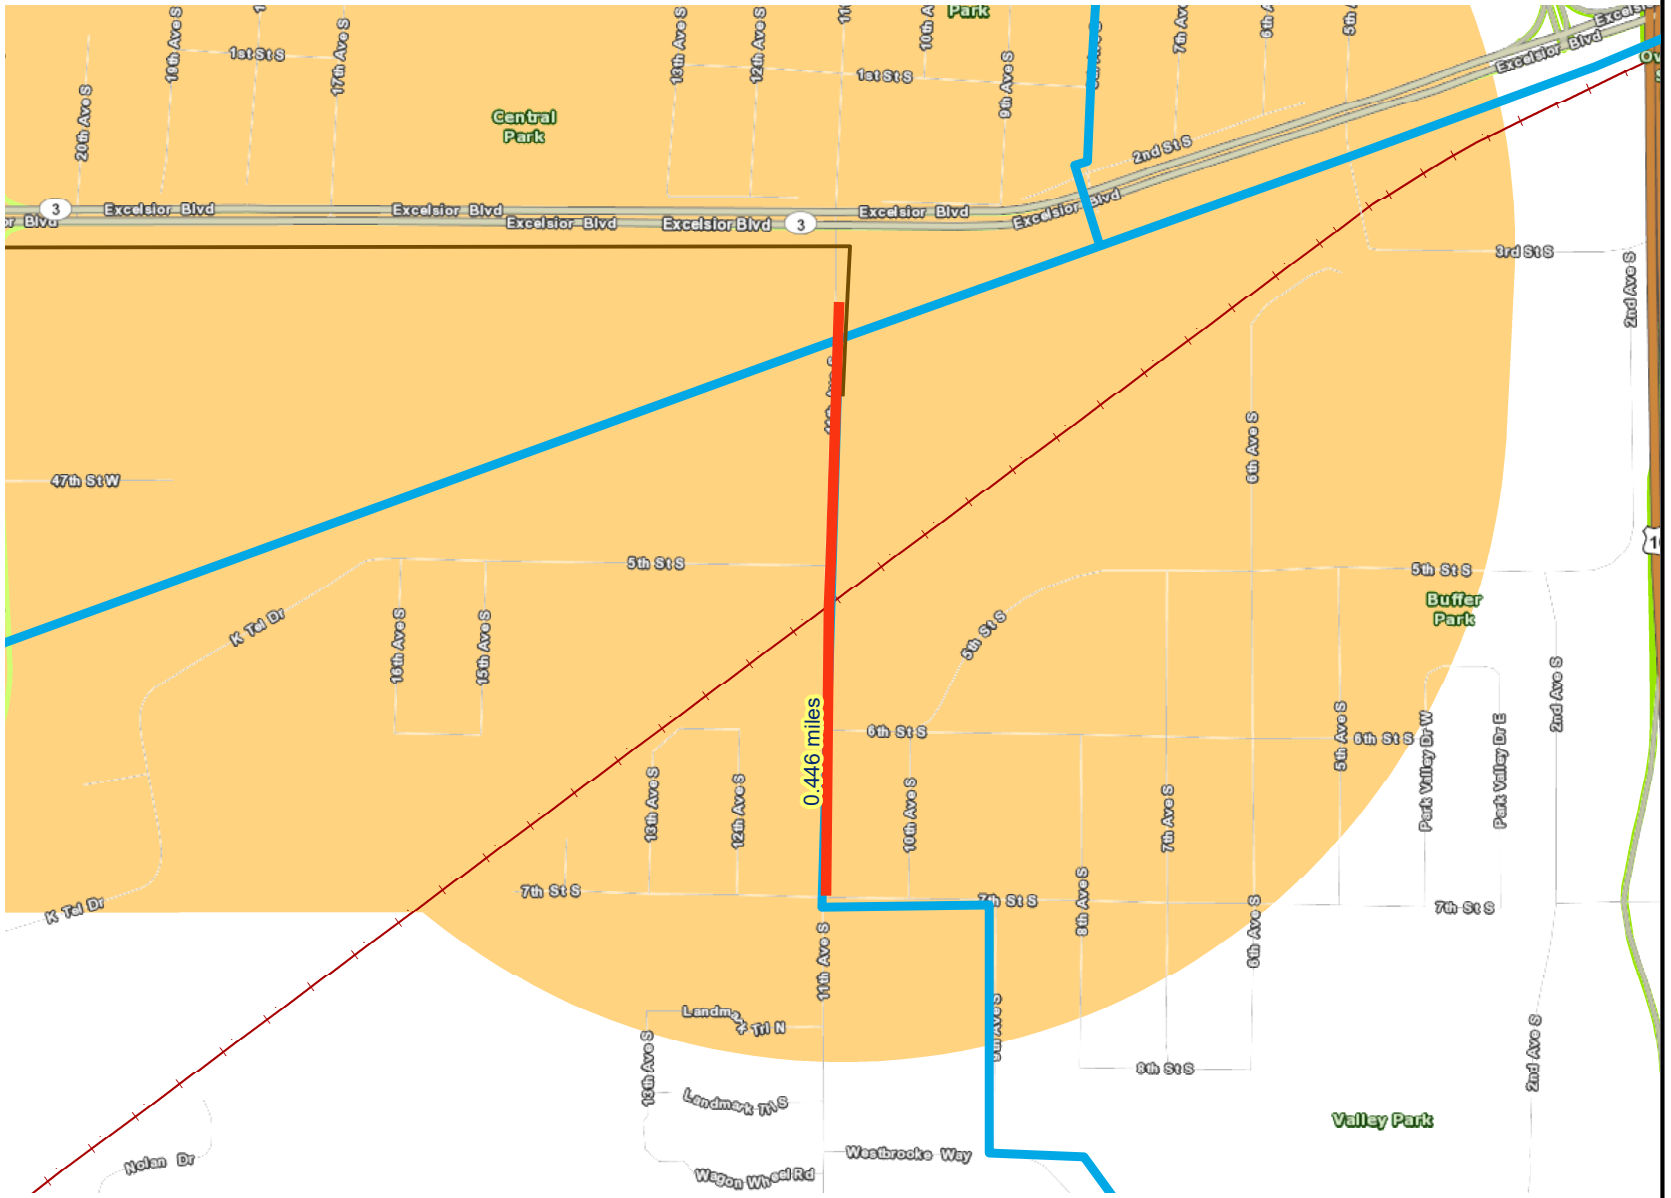 Park
Excelsior
19th Ave S
1st St S
17th Ave S
13th Ave S
12th Ave S
10th A
7th Av
6th A
5th A
Excelsior Blvd
1st St S
9th Ave S
20th Ave S
Central
Park
2nd St S
3
Excelsior Blvd
Excelsior Blvd
Excelsior Blvd
Excelsior Blvd
or Blvd
Excelsior Blvd
Excelsior Blvd
3
3rd St S
2nd Ave S
47th St W
6th Ave S
5th St S
5th St S
Buffer
Park
K Tel Dr
16th Ave S
15th Ave S
5th St S
2nd Ave S
0.446 miles
6th St S
6th St S
5th Ave S
Park Valley Dr W
Park Valley Dr E
13th Ave S
12th Ave S
10th Ave S
7th Ave S
7th St S
7th St S
7th St S
K Tel Dr
8th Ave S
6th Ave S
11th Ave S
Landma
Trl N
13th Ave S
8th St S
2nd Ave S
Landmark Trl S
Valley Park
Westbrooke Way
Nolan Dr
Wagon Wheel Rd